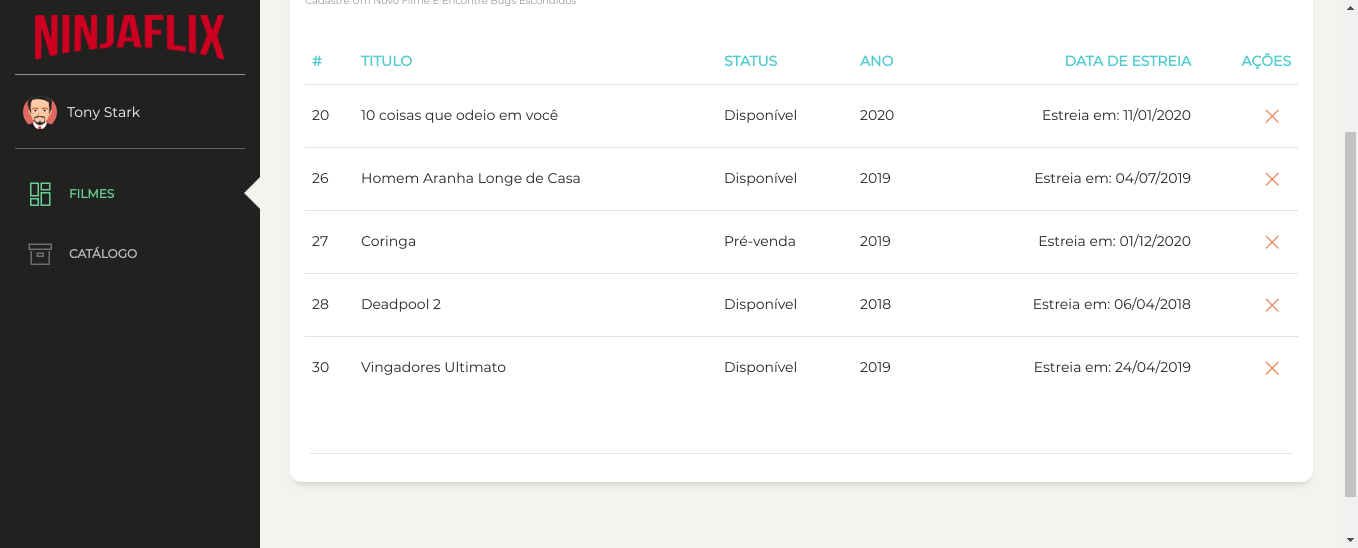 Cadastre Um Novo Filme E Encontre Bugs Escondidos
NINJAFLIX
# TITULO STATUS ANO DATA DE ESTREIA AÇÕES
Tony Stark
20 10 coisas que odeio em você Disponível 2020 Estreia em: 11/01/2020
26 Homem Aranha Longe de Casa Disponível 2019 Estreia em: 04/07/2019
FILMES
27 Coringa Pré-venda 2019 Estreia em: 01/12/2020
CATÁLOGO
28 Deadpool 2 Disponível 2018 Estreia em: 06/04/2018
30 Vingadores Ultimato Disponível 2019 Estreia em: 24/04/2019